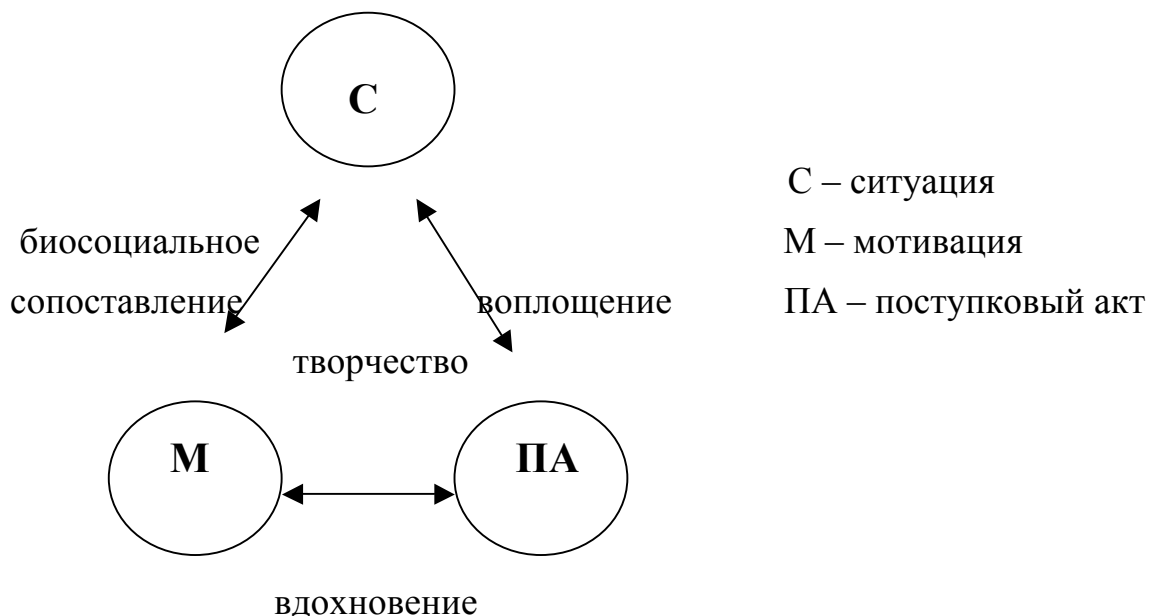 С
С – ситуация
биосоциальное
М – мотивация
сопоставление
воплощение
ПА – поступковый акт
творчество
М
ПА
вдохновение